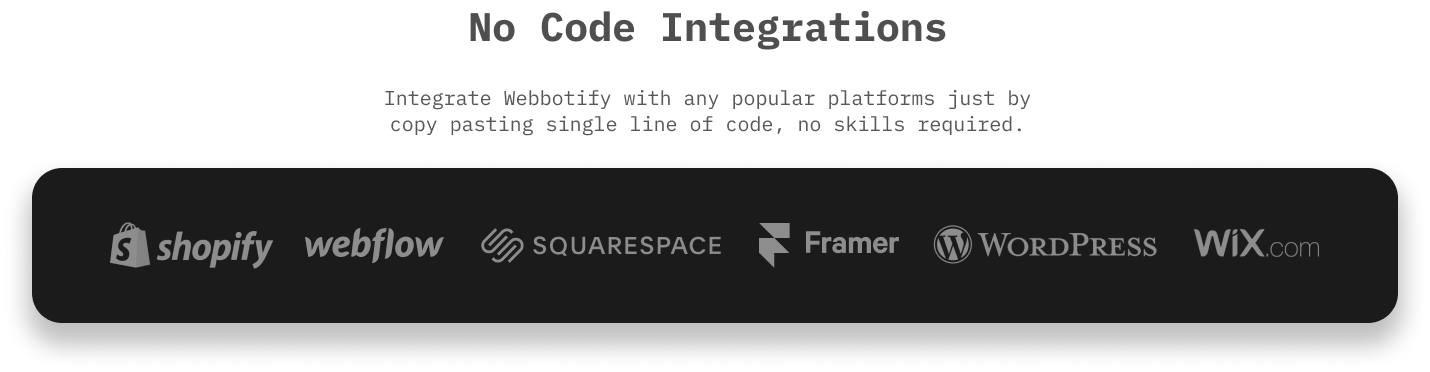 No Code Integrations
Integrate Webbotify with any popular platforms just by
copy pasting single line of code, no skills required.
shopify webflow SQUARESPACE Framer WORDPRESS WiX.com